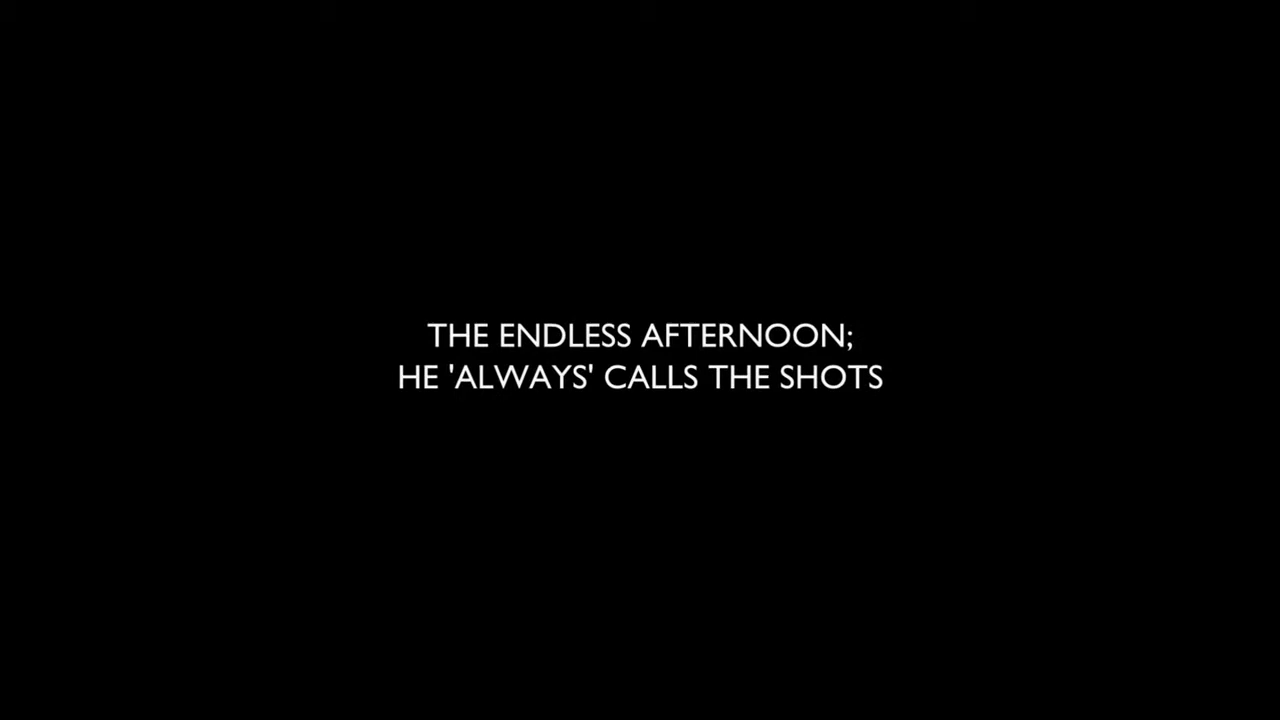 THE ENDLESS AFTERNOON;
HE 'ALWAYS' CALLS THE SHOTS